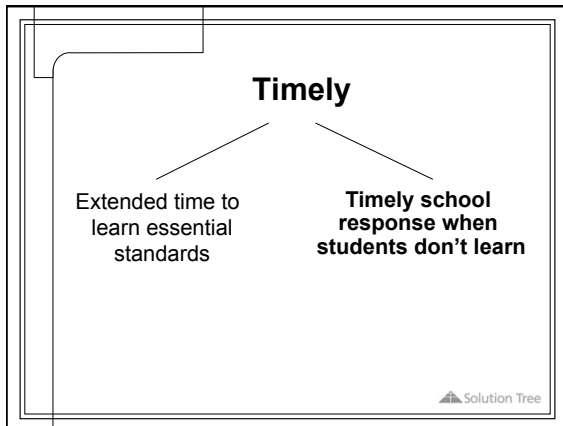 Timely
Extended time to
learn essential
standards
Timely school
response when
students don’t learn
Solution Tree